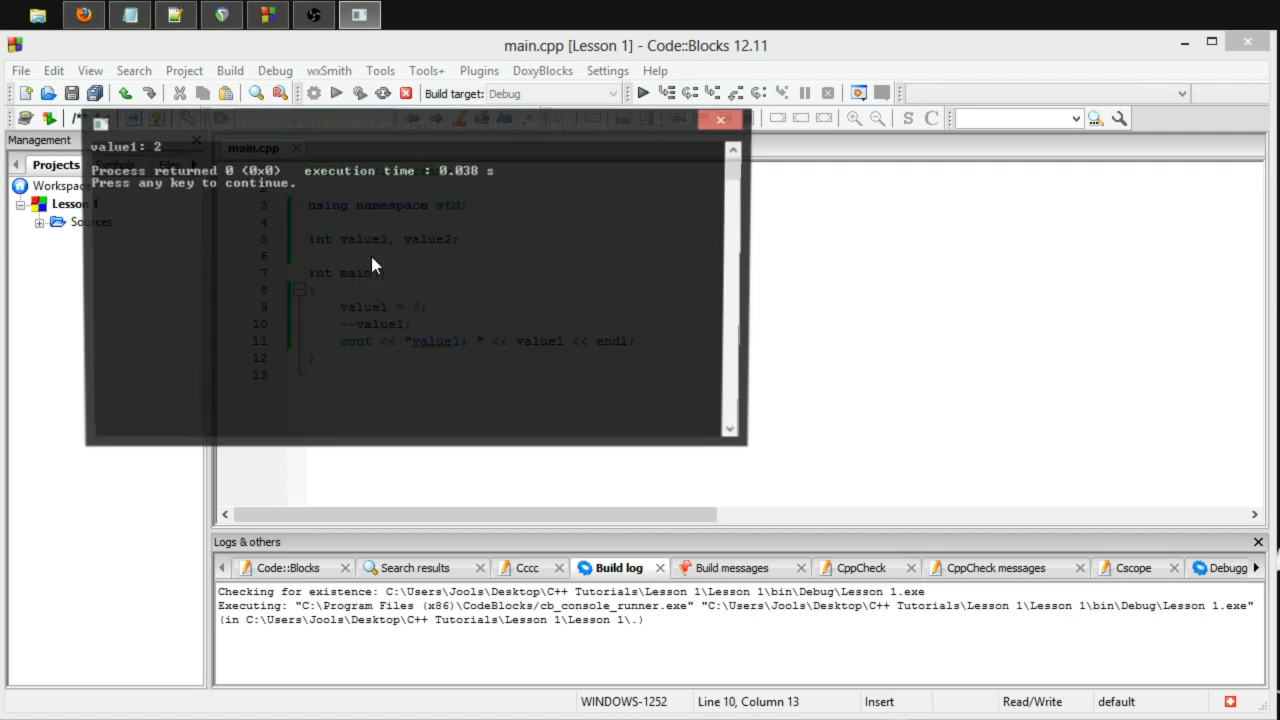 main.cpp [Lesson 1] - Code::Blocks 12.11
File Edit View Search Project Build Debug wxSmith Tools Tools+ Plugins DoxyBlocks Settings Help
Build target: Debug
S C
Management
main.cpp
Projects Symbols Files
Workspace
Lesson 1
Sources
value1: 2
Process returned 0 (0x0) execution time : 0.038 s
Press any key to continue.
3 using namespace std;
4
5 int value1, value2;
6
7 int main()
8 {
9 value1 = 3;
10 --value1;
11 cout << "value1: " << value1 << endl;
12 }
13
Logs & others
Code::Blocks Search results Cccc Build log Build messages CppCheck CppCheck messages Cscope Debugg
Checking for existence: C:\Users\Jools\Desktop\C++ Tutorials\Lesson 1\Lesson 1\bin\Debug\Lesson 1.exe
Executing: "C:\Program Files (x86)\CodeBlocks/cb_console_runner.exe" "C:\Users\Jools\Desktop\C++ Tutorials\Lesson 1\Lesson 1\bin\Debug\Lesson 1.exe"
(in C:\Users\Jools\Desktop\C++ Tutorials\Lesson 1\Lesson 1\.)
WINDOWS-1252 Line 10, Column 13 Insert Read/Write default